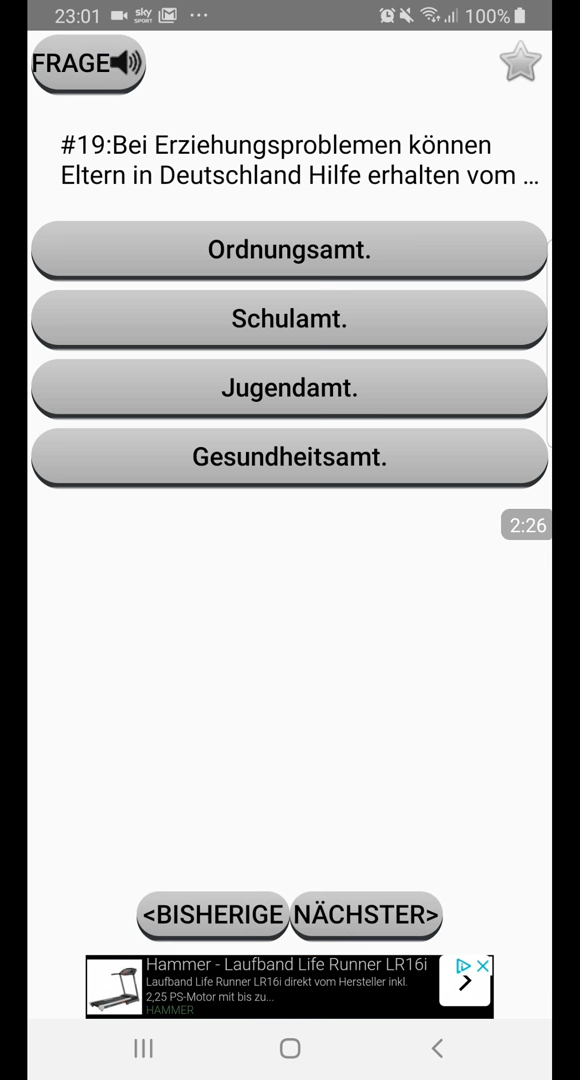 23:01 sky SPORT ... 100%
FRAGE
#19:Bei Erziehungsproblemen können
Eltern in Deutschland Hilfe erhalten vom ...
Ordnungsamt.
Schulamt.
Jugendamt.
Gesundheitsamt.
2:26
<BISHERIGE NÄCHSTER>
Hammer - Laufband Life Runner LR16i
Laufband Life Runner LR16i direkt vom Hersteller inkl.
2,25 PS-Motor mit bis zu...
HAMMER